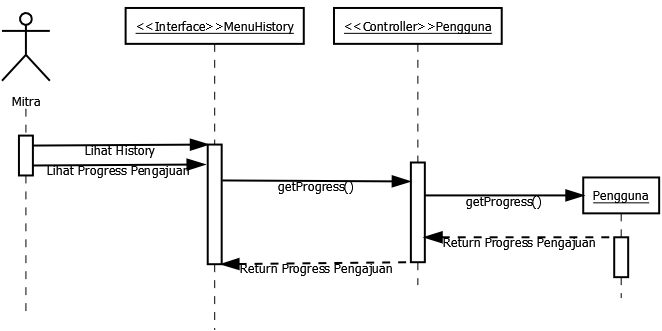 <<Interface>>MenuHistory
<<Controller>>Pengguna
Mitra
Lihat History
Lihat Progress Pengajuan
getProgress()
getProgress()
Pengguna
Return Progress Pengajuan
Return Progress Pengajuan